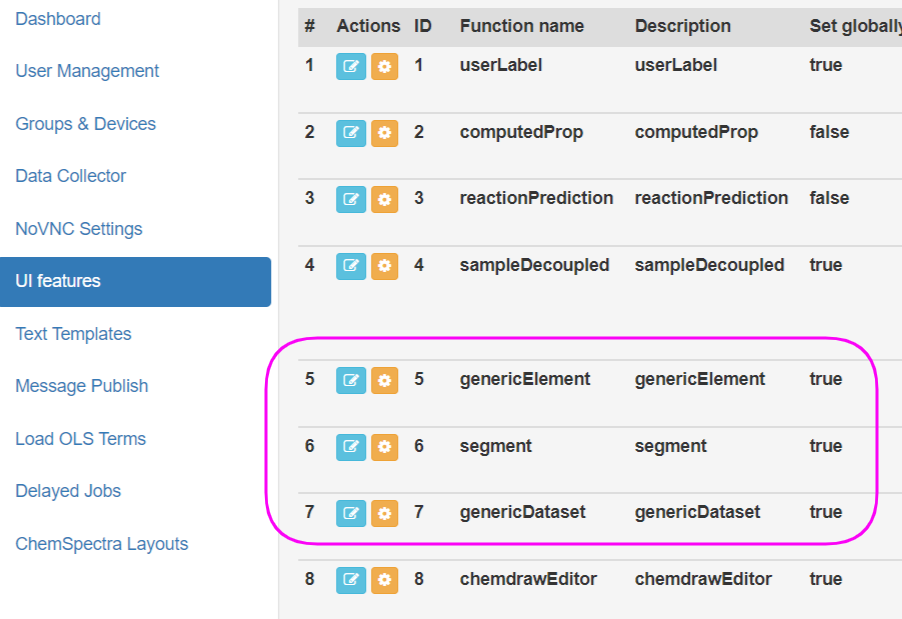 Dashboard
User Management
Groups & Devices
Data Collector
NoVNC Settings
UI features
Text Templates
Message Publish
Load OLS Terms
Delayed Jobs
ChemSpectra Layouts
# Actions ID Function name Description Set globally
1 1 userLabel userLabel true
2 2 computedProp computedProp false
3 3 reactionPrediction reactionPrediction false
4 4 sampleDecoupled sampleDecoupled true
5 5 genericElement genericElement true
6 6 segment segment true
7 7 genericDataset genericDataset true
8 8 chemdrawEditor chemdrawEditor true